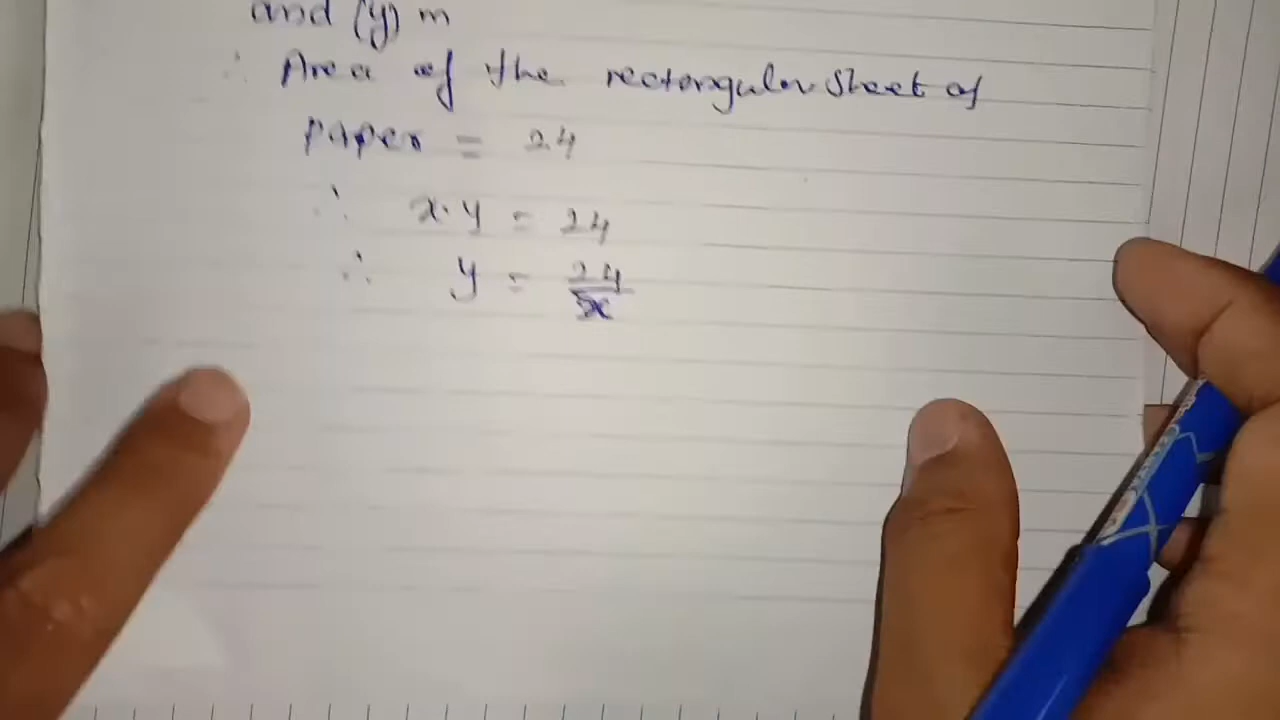 and (y) m
∴ Area of the rectangular sheet of
paper = 24
∴ x.y = 24
∴ y = 24/x